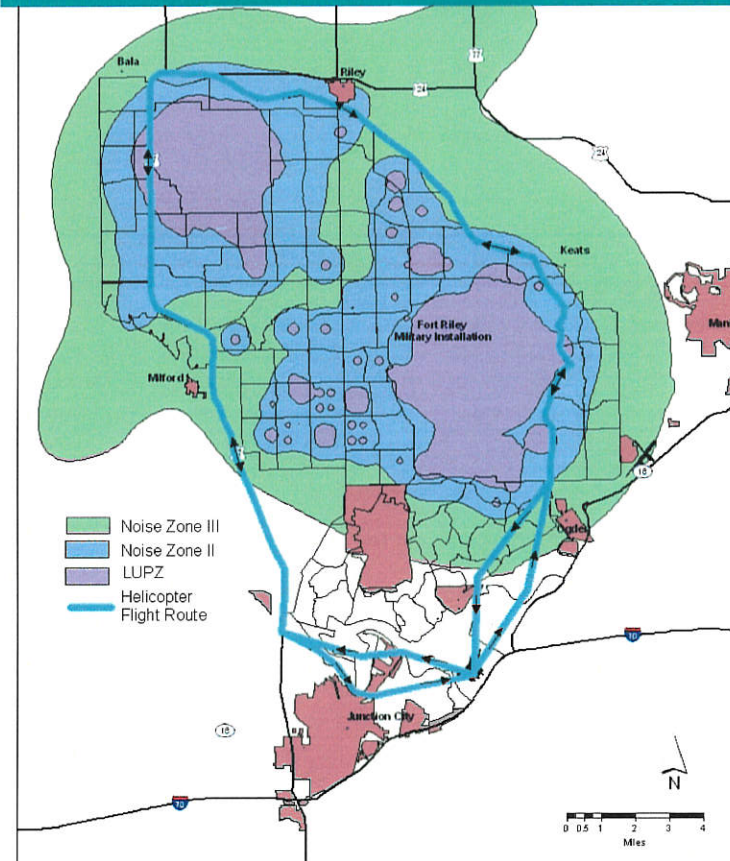 77
Bala
Riley
24
24
Keats
Man
Fort Riley
Military Installation
Milford
18
Noise Zone III
Noise Zone II
LUPZ
Helicopter
Flight Route
Ogden
70
18
Junction City
70
N
0 0.5 1 2 3 4
Miles